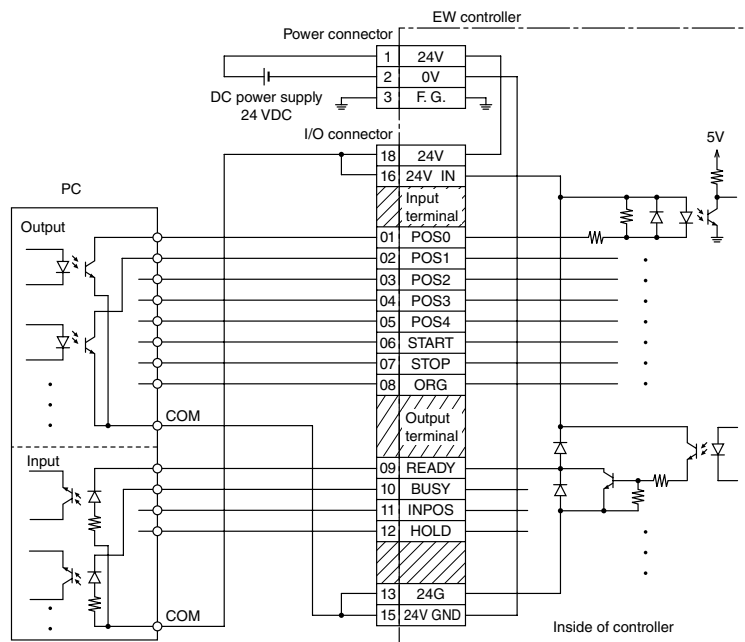 EW controller
Power connector
1 24V
2 0V
3 F. G.
DC power supply
24 VDC
I/O connector
18 24V
16 24V IN
5V
PC
Input
terminal
Output
01 POS0
02 POS1
03 POS2
04 POS3
05 POS4
06 START
07 STOP
08 ORG
COM
Output
terminal
Input
09 READY
10 BUSY
11 INPOS
12 HOLD
13 24G
COM
15 24V GND
Inside of controller